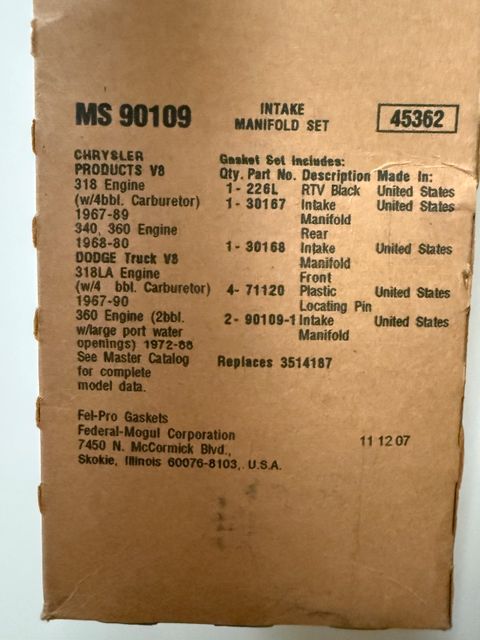 MS 90109
INTAKE
MANIFOLD SET
45362
CHRYSLER
PRODUCTS V8
318 Engine
(w/4bbl. Carburetor)
1967-89
340, 360 Engine
1968-80
DODGE Truck V8
318LA Engine
(w/4 bbl. Carburetor)
1967-90
360 Engine (2bbl.
w/large port water
openings) 1972-88
See Master Catalog
for complete
model data.
Gasket Set Includes:
Qty. Part No. Description Made In:
1- 226L RTV Black United States
1- 30167 Intake United States
Manifold
Rear
1- 30168 Intake United States
Manifold
Front
4- 71120 Plastic United States
Locating Pin
2- 90109-1 Intake United States
Manifold
Replaces 3514187
Fel-Pro Gaskets
Federal-Mogul Corporation
7450 N. McCormick Blvd.,
Skokie, Illinois 60076-8103, U.S.A.
11 12 07